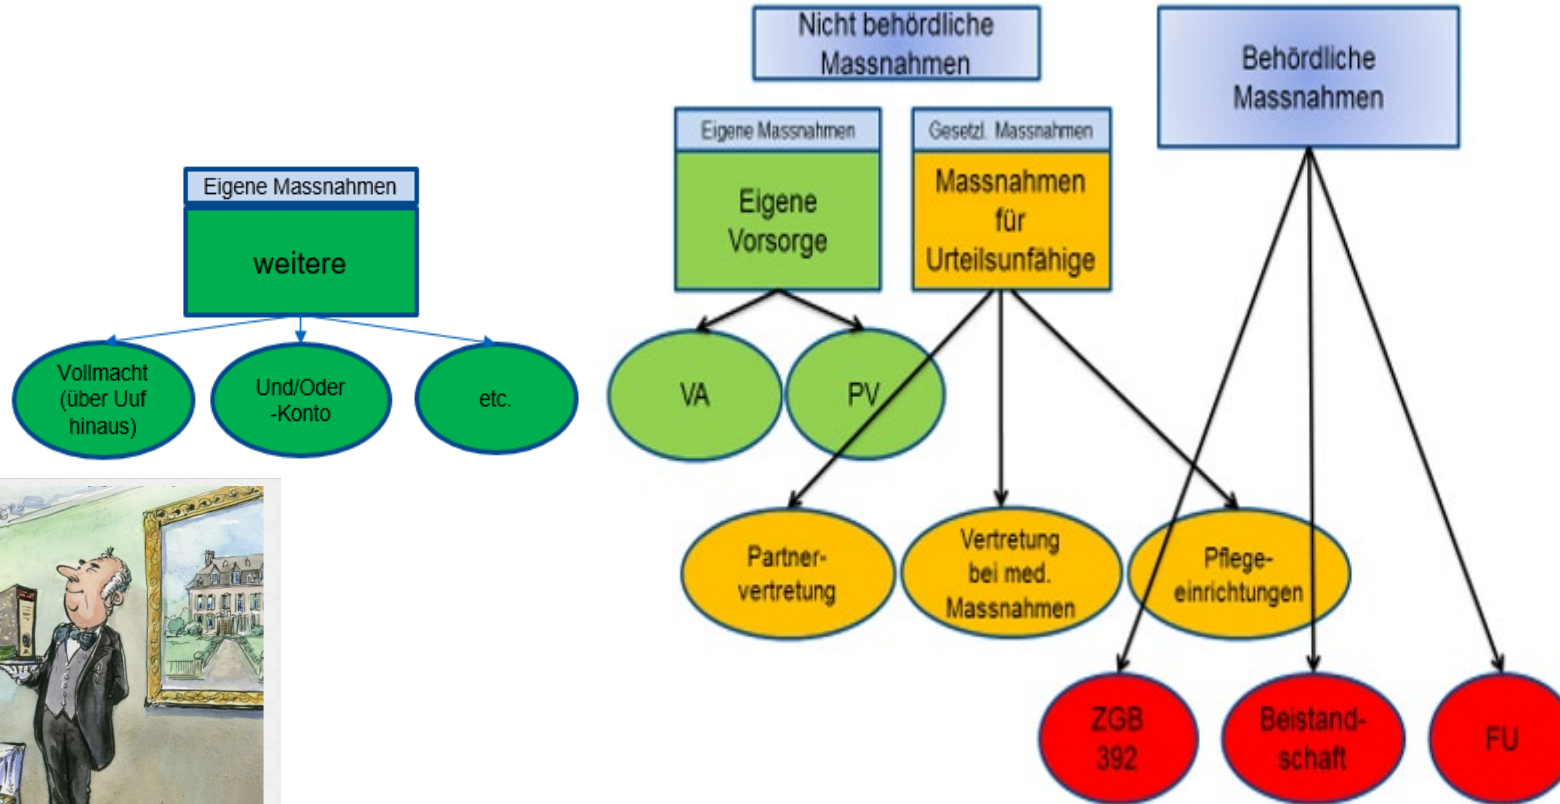 Nicht behördliche
Massnahmen
Behördliche
Massnahmen
Eigene Massnahmen
weitere
Vollmacht
(über Uuf
hinaus)
Und/Oder
-Konto
etc.
Eigene Massnahmen
Eigene
Vorsorge
VA
PV
Gesetzl. Massnahmen
Massnahmen
für
Urteilsunfähige
Partner-
vertretung
Vertretung
bei med.
Massnahmen
Pflege-
einrichtungen
ZGB
392
Beistand-
schaft
FU